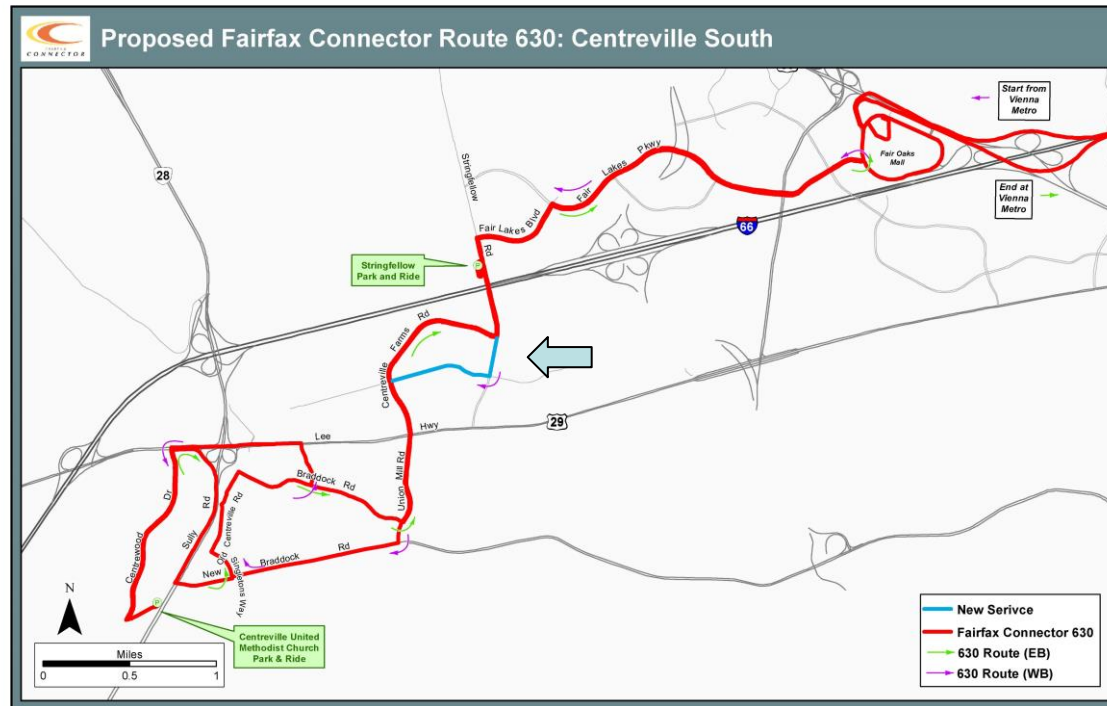 CONNECTOR
Proposed Fairfax Connector Route 630: Centreville South
Start from
Vienna
Metro
Fair Oaks
Mall
End at
Vienna
Metro
28
Stringfellow
Rd
Fair Lakes Pkwy
Fair Lakes Blvd
66
Stringfellow
Park and Ride
P
Centreville Farms Rd
Lee Hwy
29
Union Mill Rd
Braddock Rd
Centrewood Dr
Sully Rd
Old Centreville Rd
New Braddock Rd
Singletons Way
P
Centreville United
Methodist Church
Park & Ride
N
Miles
0 0.5 1
New Serivce
Fairfax Connector 630
630 Route (EB)
630 Route (WB)